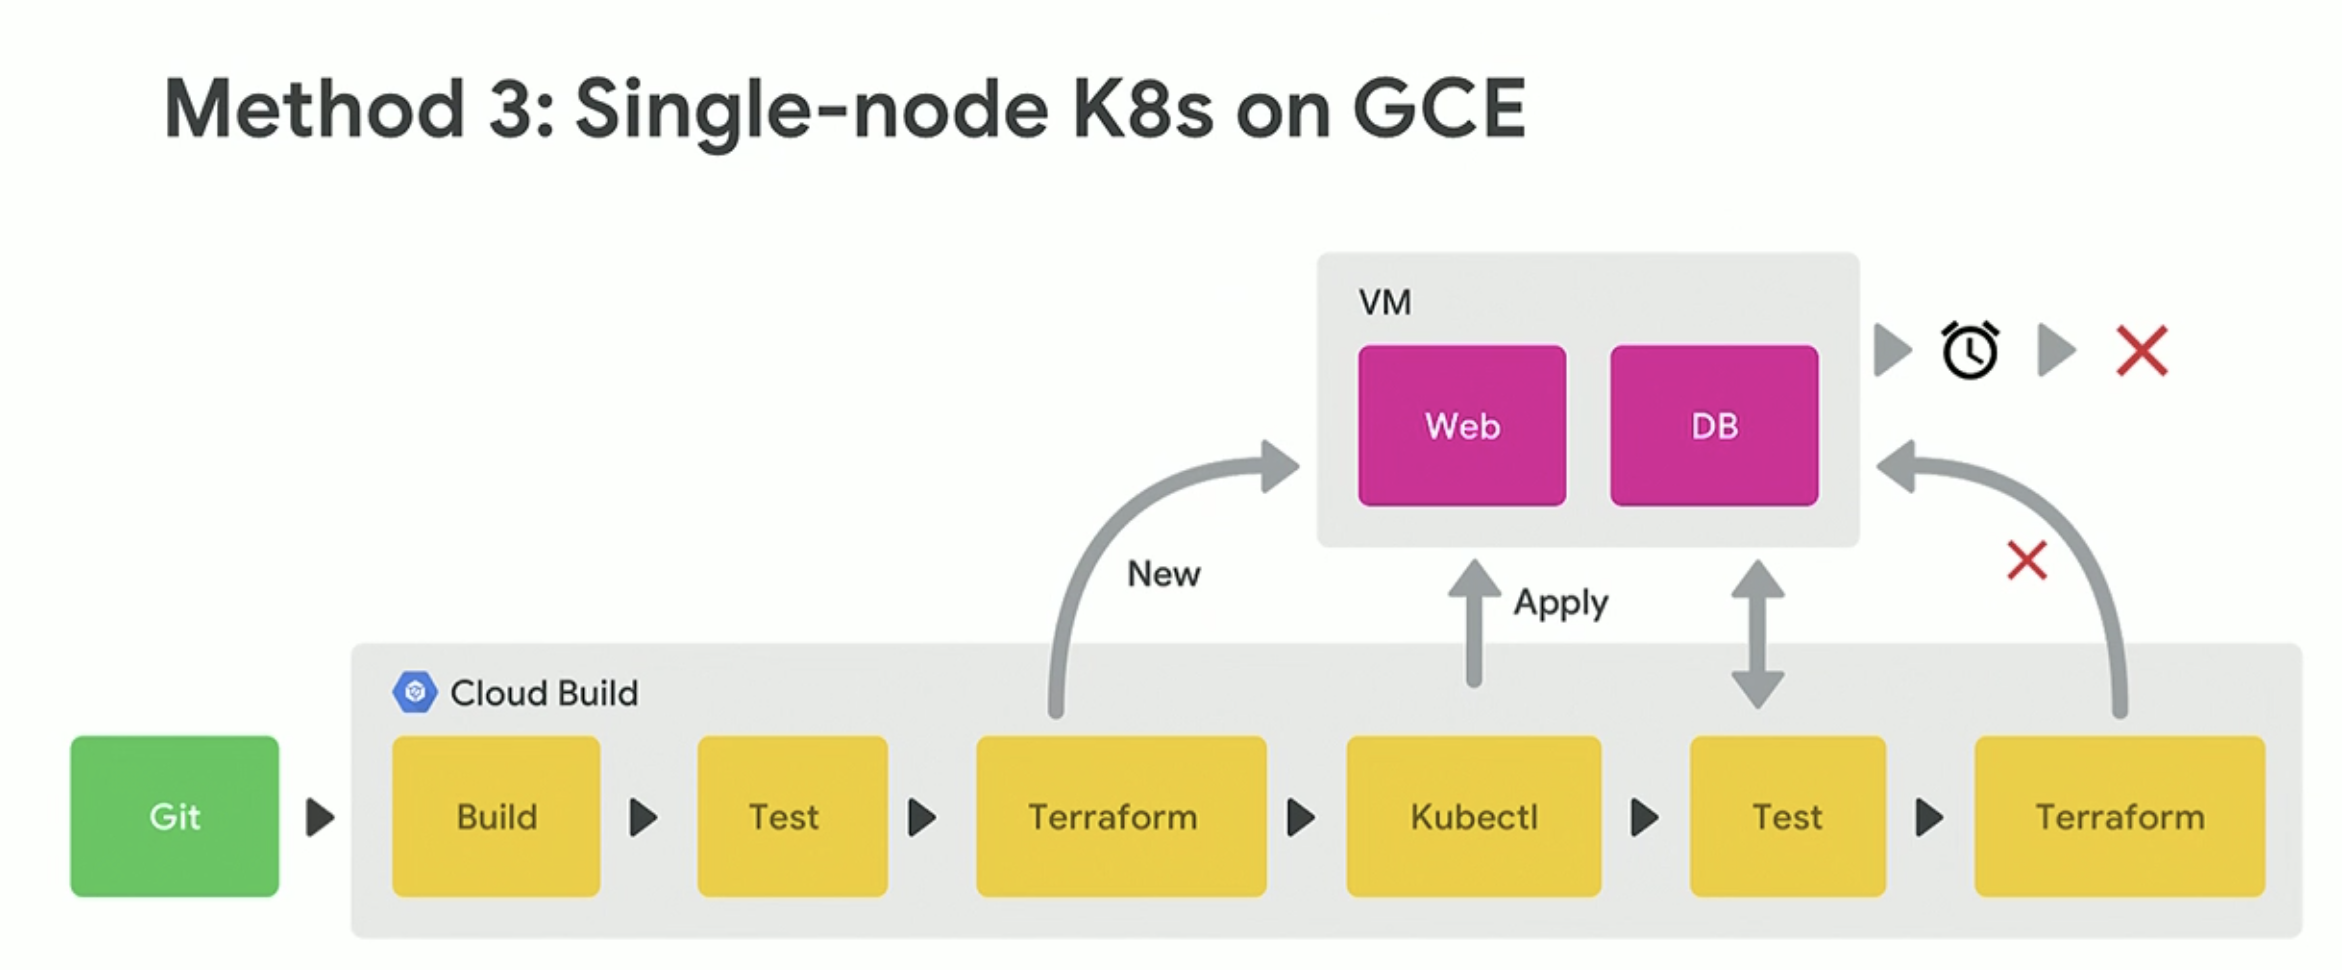 Method 3: Single-node K8s on GCE
VM
Web
DB
New
Apply
Cloud Build
Git
Build
Test
Terraform
Kubectl
Test
Terraform